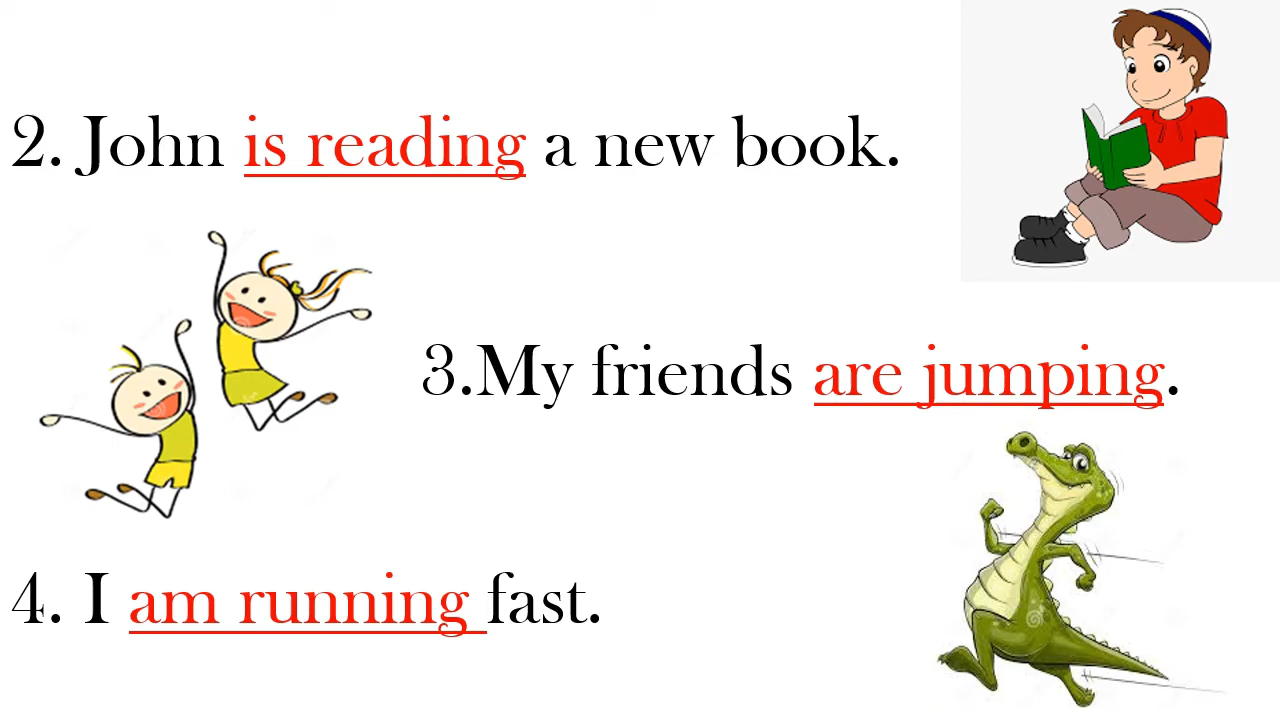 2. John is reading a new book.
3.My friends are jumping.
4. I am running fast.